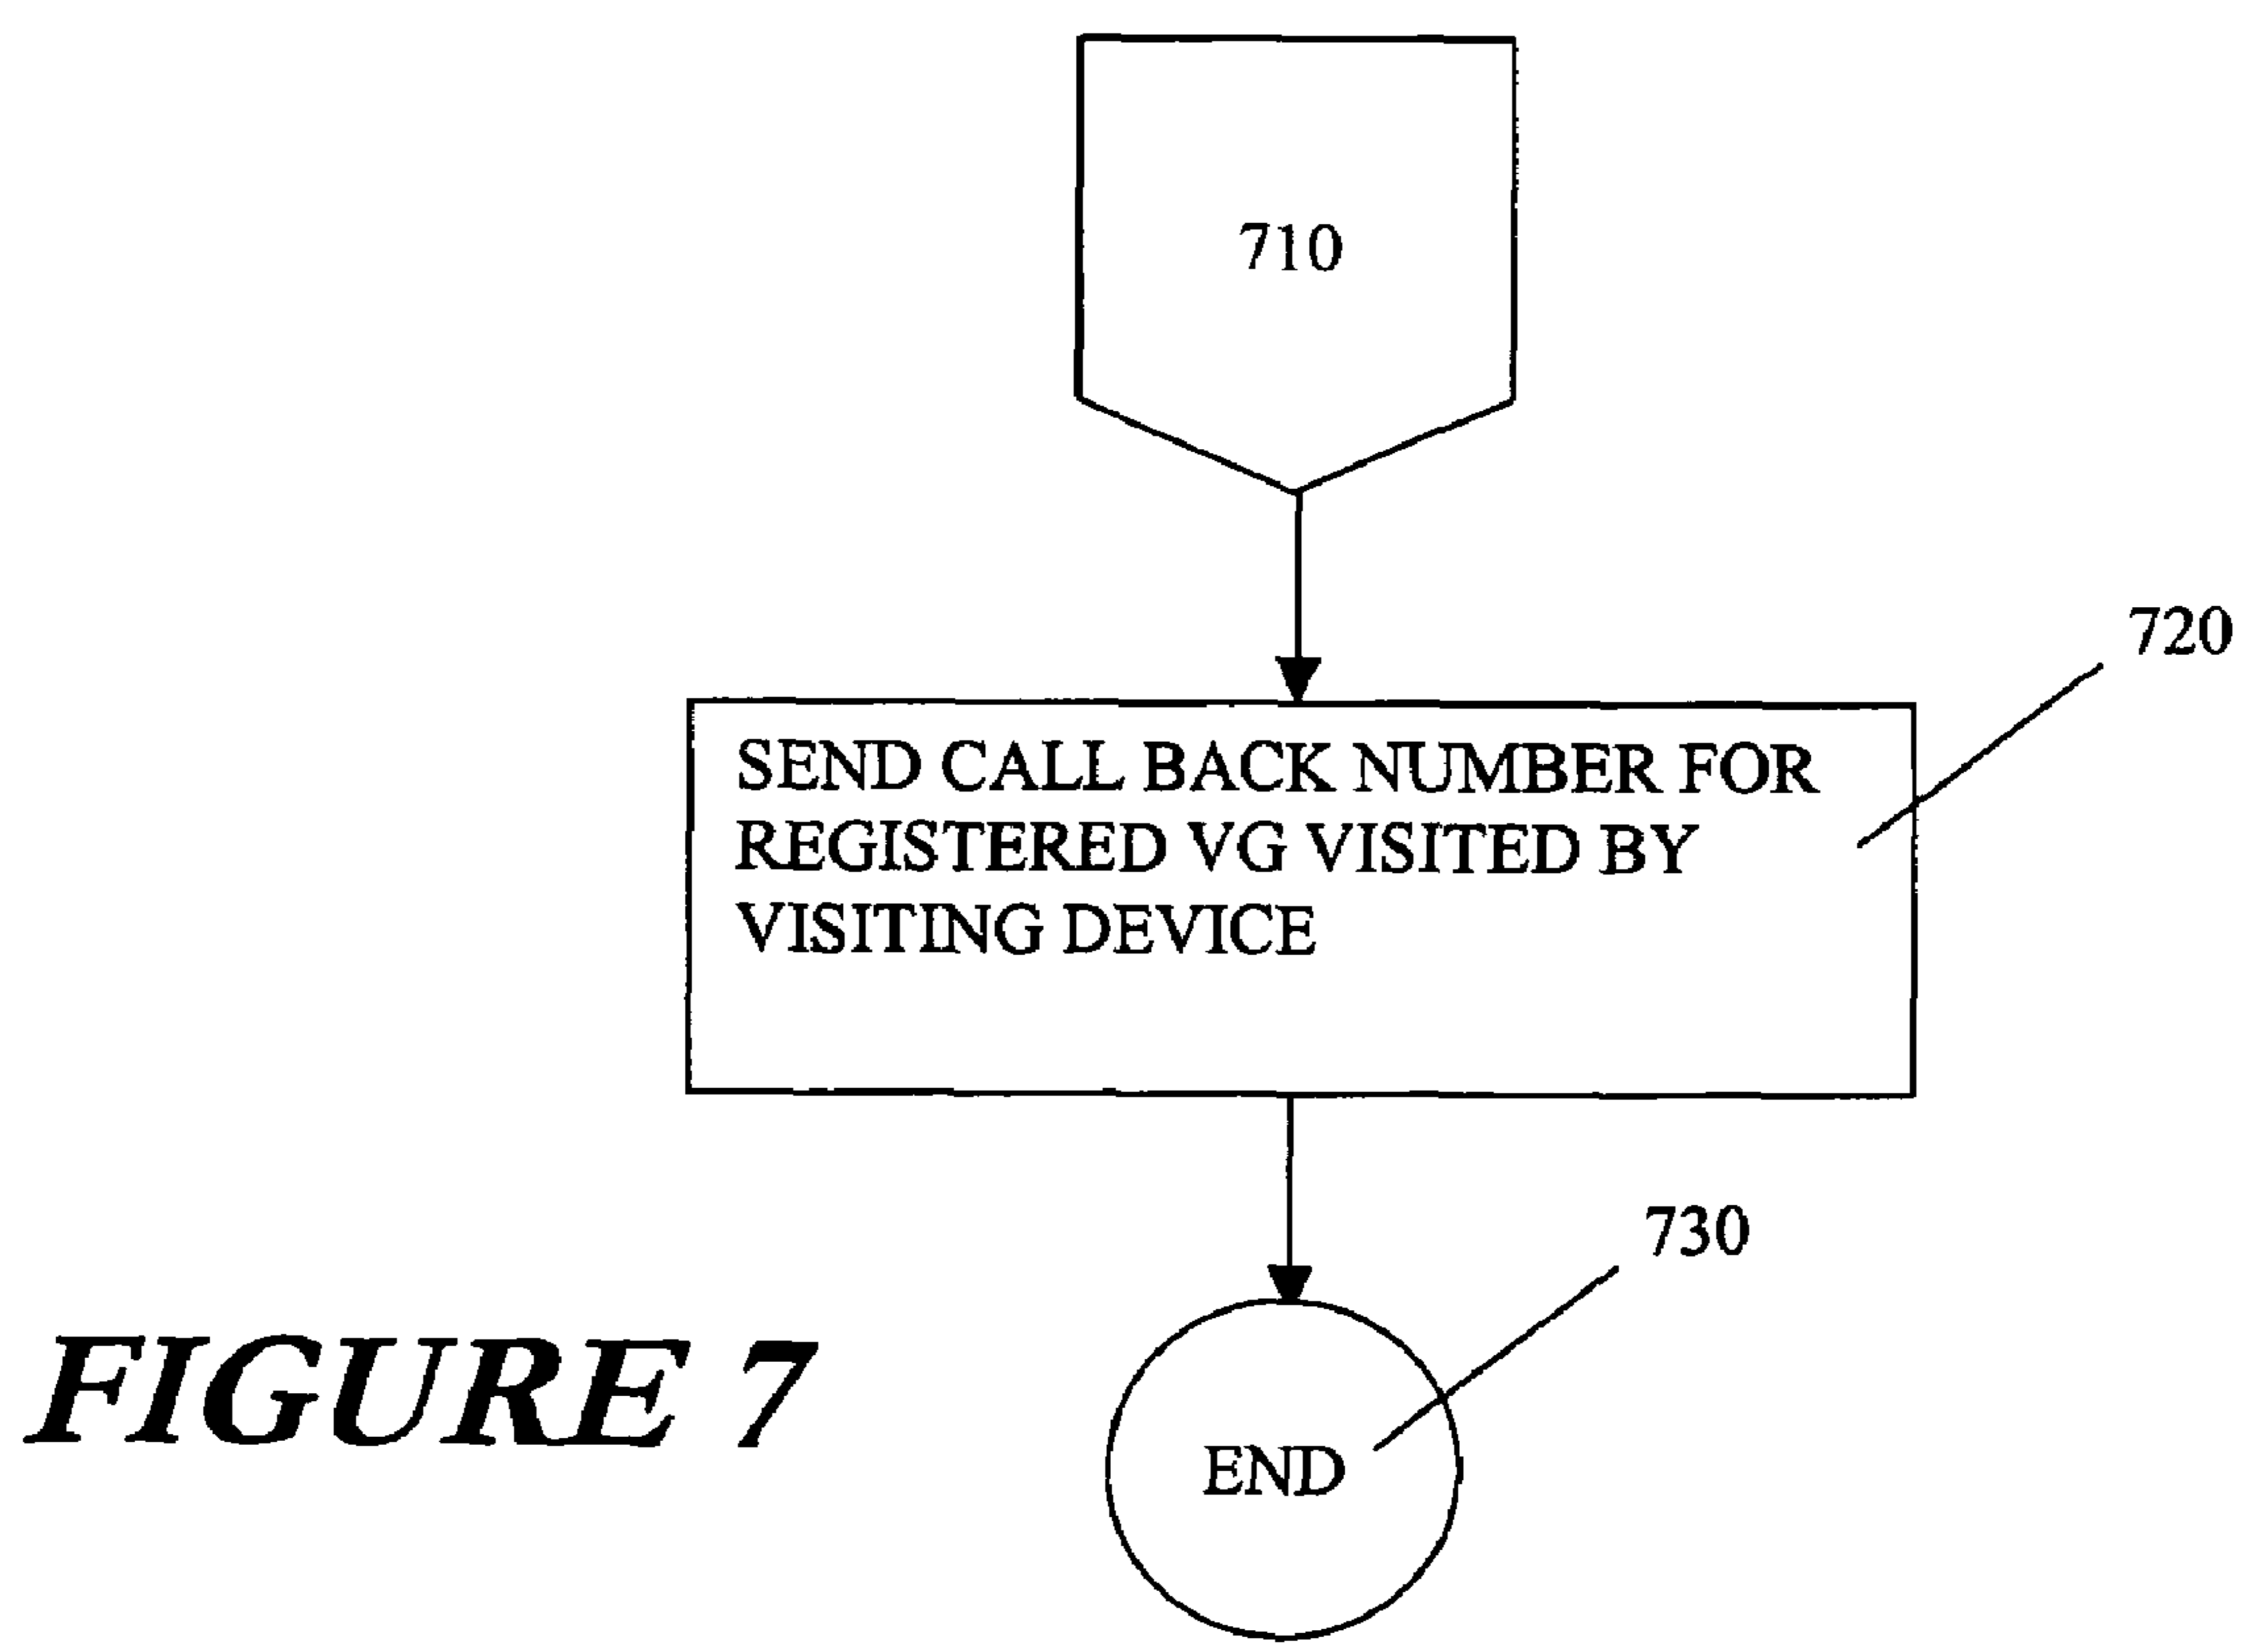 710
720
SEND CALL BACK NUMBER FOR
REGISTERED VG VISITED BY
VISITING DEVICE
730
FIGURE 7
END